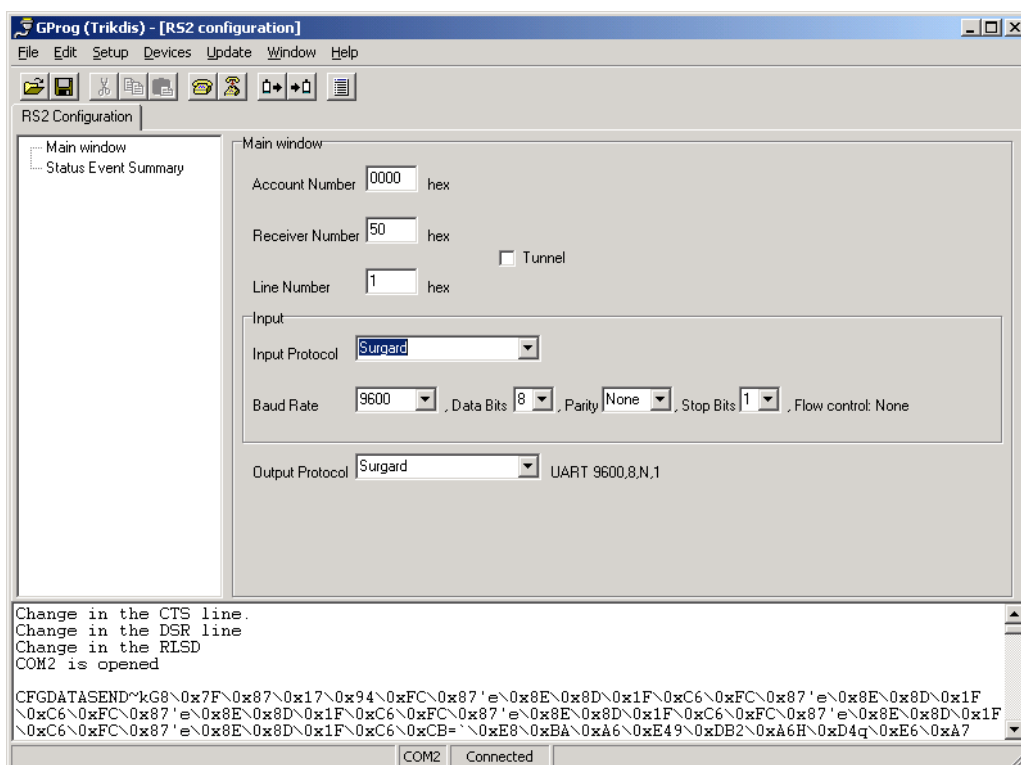 GProg (Trikdis) - [RS2 configuration]
File Edit Setup Devices Update Window Help
RS2 Configuration
Main window
Status Event Summary
Main window
Account Number 0000 hex
Receiver Number 50 hex
Tunnel
Line Number 1 hex
Input
Input Protocol Surgard
Baud Rate 9600 , Data Bits 8 , Parity None , Stop Bits 1 , Flow control: None
Output Protocol Surgard UART 9600,8,N,1
Change in the CTS line.
Change in the DSR line
Change in the RLSD
COM2 is opened
CFGDATASEND~kG8\0x7F\0x87\0x17\0x94\0xFC\0x87'e\0x8E\0x8D\0x1F\0xC6\0xFC\0x87'e\0x8E\0x8D\0x1F
\0xC6\0xFC\0x87'e\0x8E\0x8D\0x1F\0xC6\0xFC\0x87'e\0x8E\0x8D\0x1F\0xC6\0xFC\0x87'e\0x8E\0x8D\0x1F
\0xC6\0xFC\0x87'e\0x8E\0x8D\0x1F\0xC6\0xCB=`\0xE8\0xBA\0xA6\0xE49\0xDB2\0xA6H\0xD4q\0xE6\0xA7
COM2 Connected